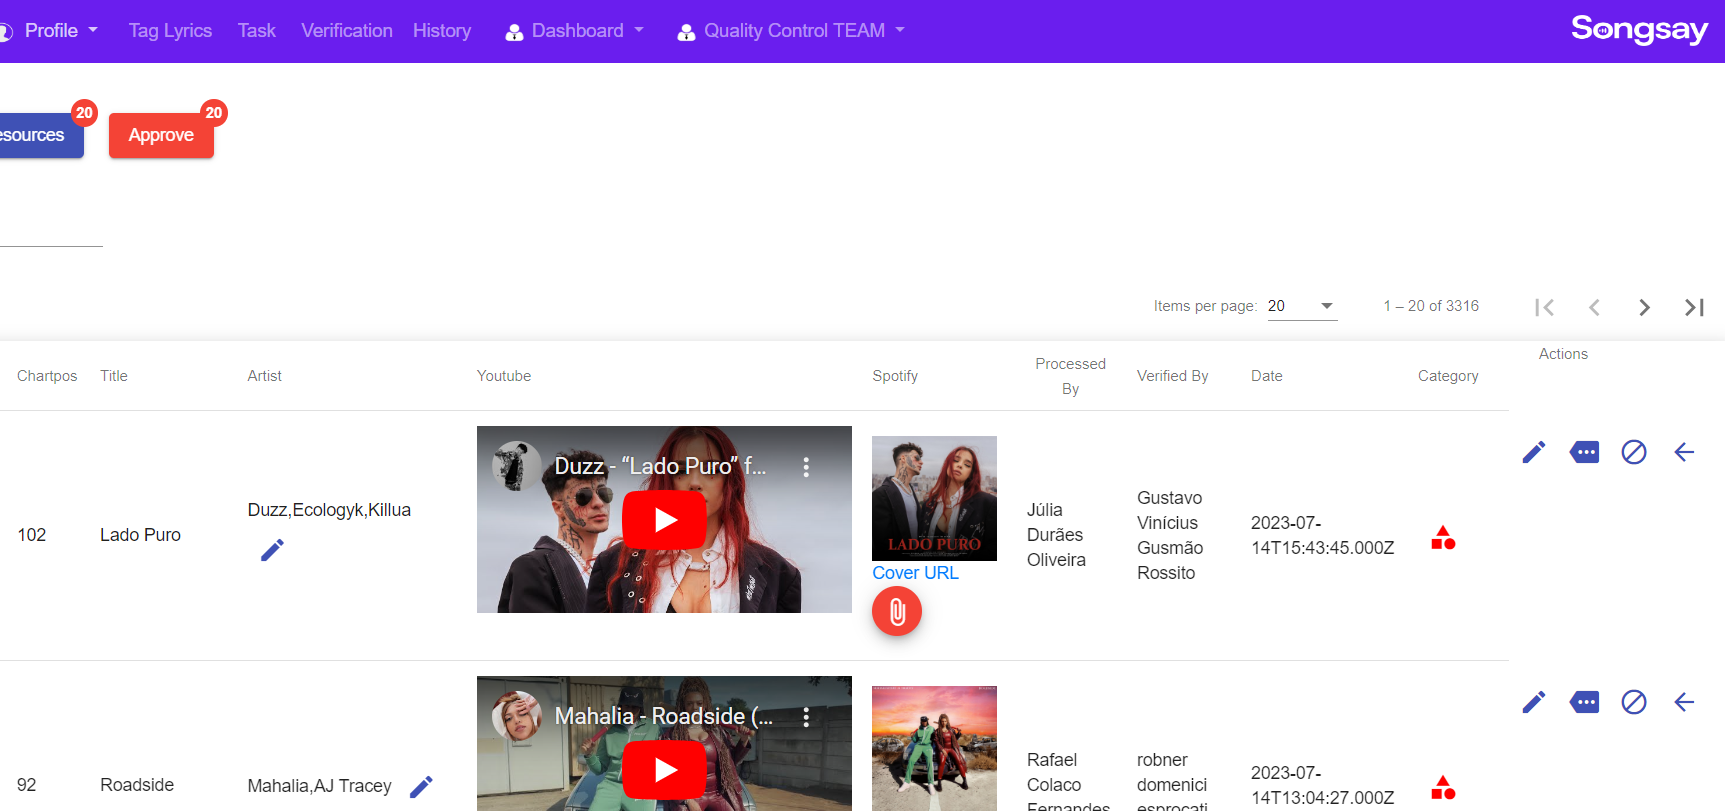 Profile Tag Lyrics Task Verification History Dashboard Quality Control TEAM Songsay
20 20
esources Approve
Items per page: 20 1 – 20 of 3316
Chartpos Title Artist Youtube Spotify Processed By Verified By Date Category Actions
102
Lado Puro
Duzz,Ecologyk,Killua
Duzz - “Lado Puro” f...
LADO PURO
Cover URL
Júlia
Durães
Oliveira
Gustavo
Vinícius
Gusmão
Rossito
2023-07-
14T15:43:45.000Z
92
Roadside
Mahalia,AJ Tracey
Mahalia - Roadside (...
Rafael
Colaco
Fernandes
robner
domenici
esprocati
2023-07-
14T13:04:27.000Z